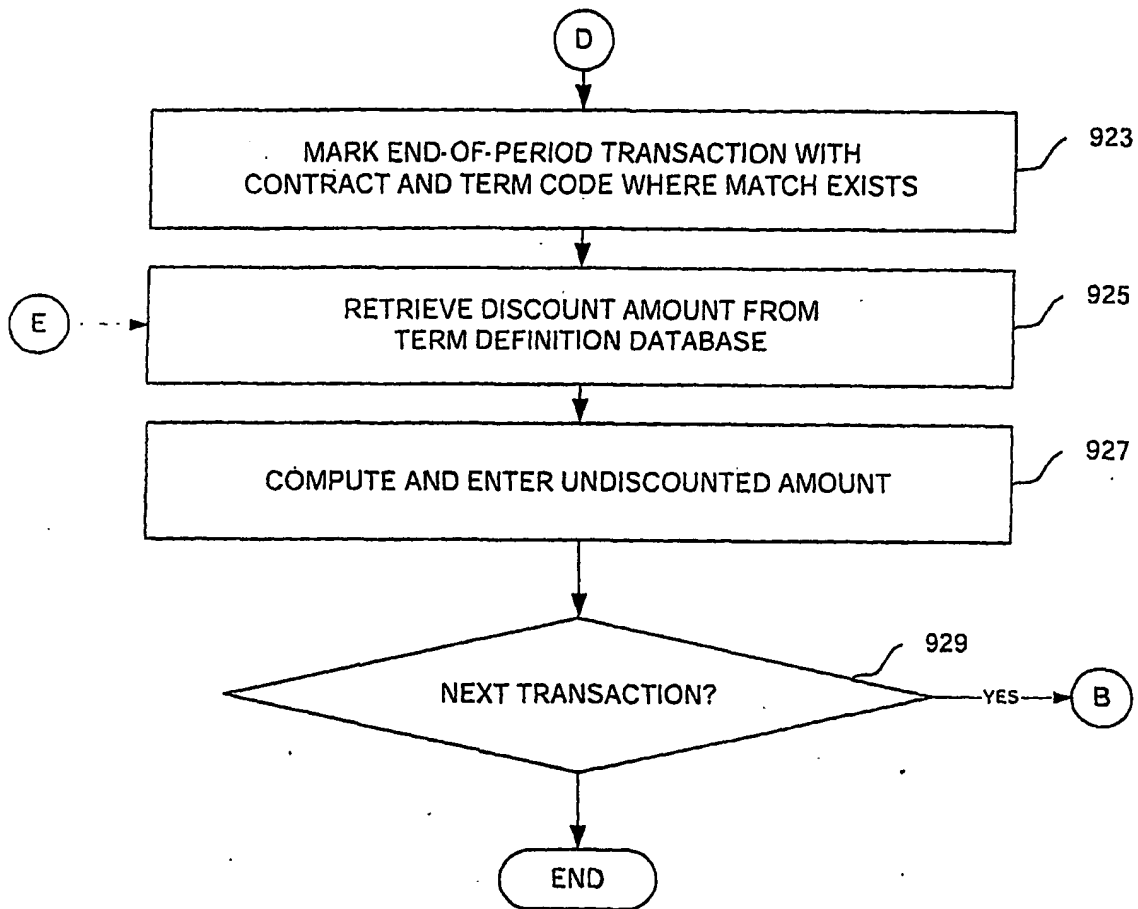 D
MARK END-OF-PERIOD TRANSACTION WITH
CONTRACT AND TERM CODE WHERE MATCH EXISTS
923
E
RETRIEVE DISCOUNT AMOUNT FROM
TERM DEFINITION DATABASE
925
COMPUTE AND ENTER UNDISCOUNTED AMOUNT
927
NEXT TRANSACTION?
929
YES
B
END